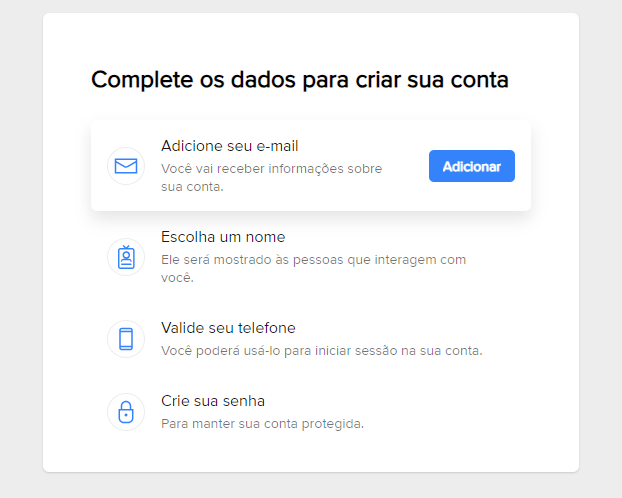 Complete os dados para criar sua conta
Adicione seu e-mail
Você vai receber informações sobre
sua conta.
Adicionar
Escolha um nome
Ele será mostrado às pessoas que interagem com
você.
Valide seu telefone
Você poderá usá-lo para iniciar sessão na sua conta.
Crie sua senha
Para manter sua conta protegida.